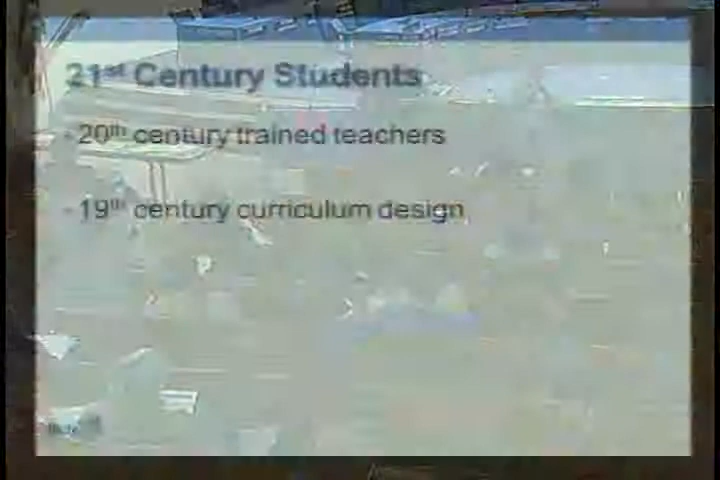 21st Century Students
- 20th century trained teachers
- 19th century curriculum design